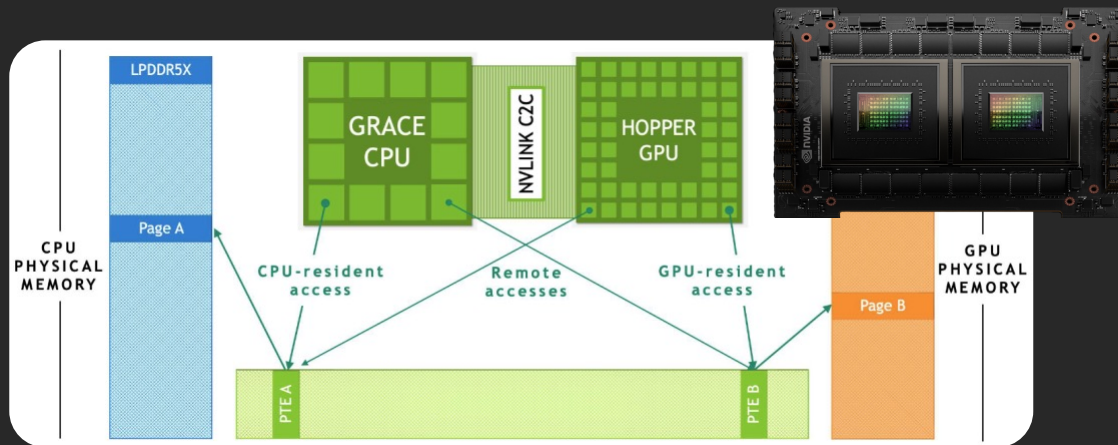 LPDDR5X
Page A
CPU
PHYSICAL
MEMORY
GRACE
CPU
NVLINK C2C
HOPPER
GPU
CPU-resident
access
Remote
accesses
GPU-resident
access
PTE A
PTE B
NVIDIA
GPU
PHYSICAL
MEMORY
Page B